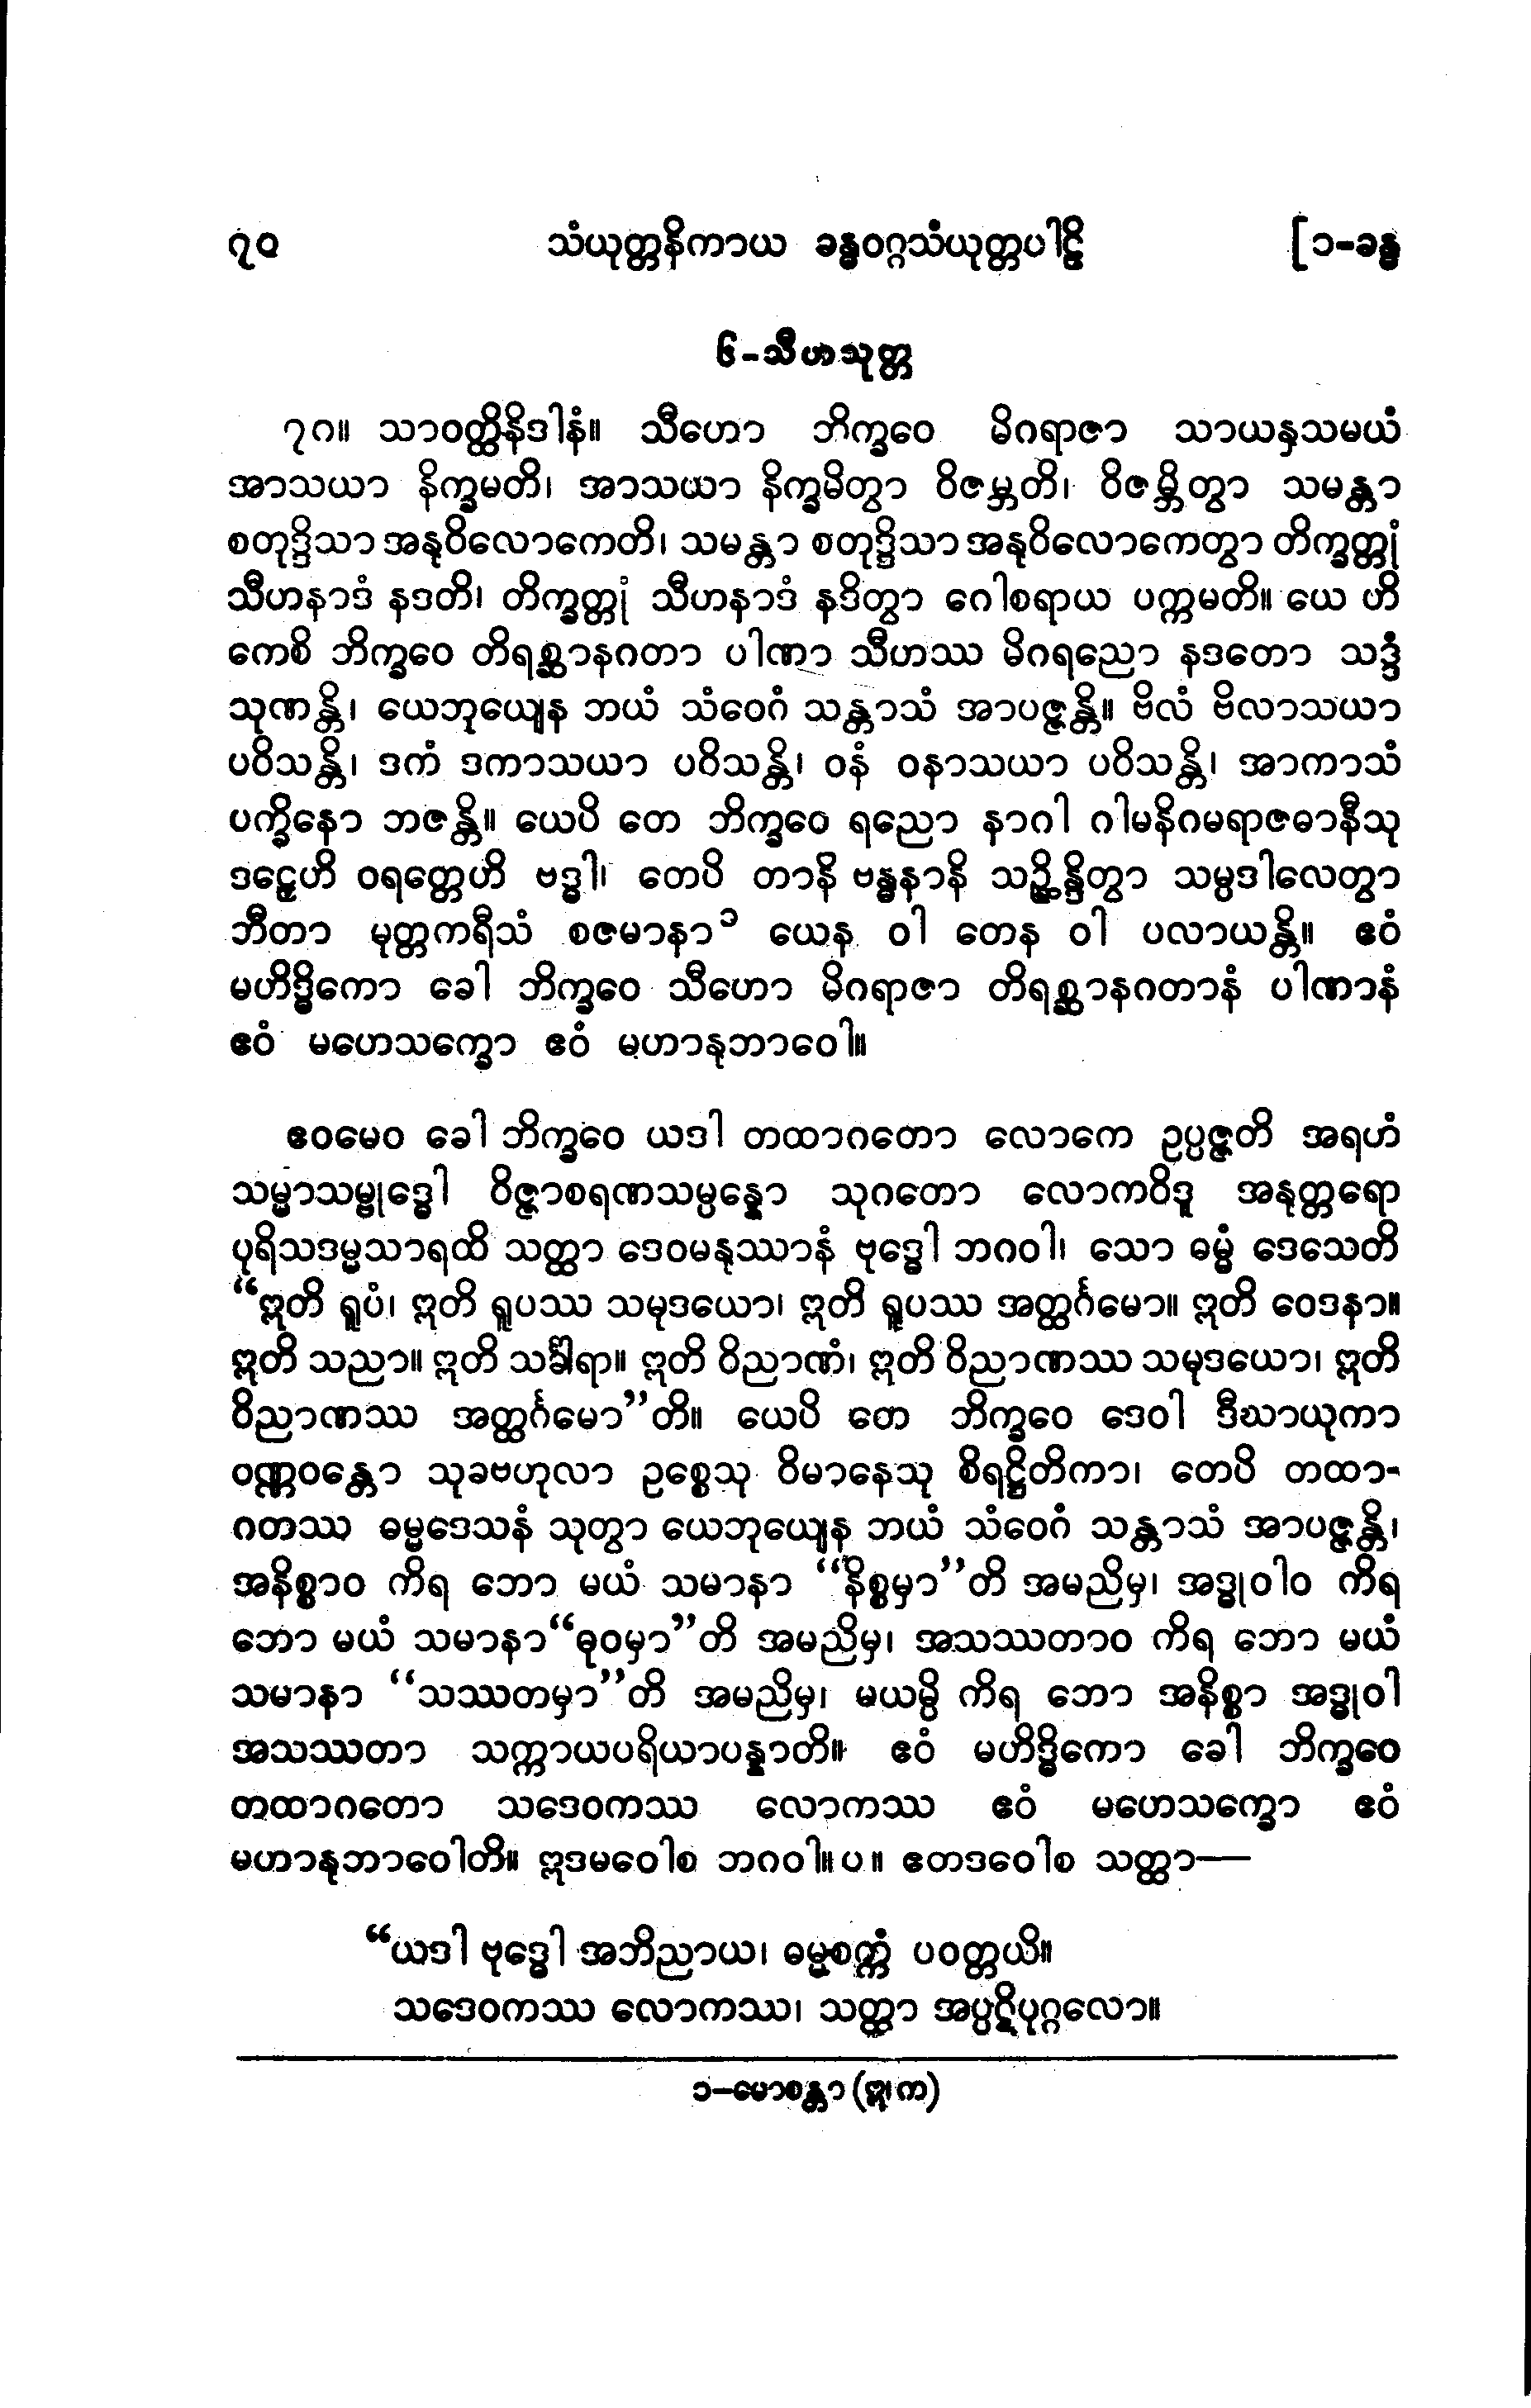 ၇၀ သံယုတ္တနိကာယ ခန္ဓဝဂ္ဂသံယုတ္တပါဠိ [၁-ခန္ဓ
၆-သီဟသုတ္တ
၇၈။ သာဝတ္ထိနိဒါနံ။ သီဟော ဘိက္ခဝေ မိဂရာဇာ သာယနှသမယံ
အာသယာ နိက္ခမတိ၊ အာသယာ နိက္ခမိတွာ ဝိဇမ္ဘတိ၊ ဝိဇမ္ဘိတွာ သမန္တာ
စတုဒ္ဒိသာ အနုဝိလောကေတိ၊ သမန္တာ စတုဒ္ဒိသာ အနုဝိလောကေတွာ တိက္ခတ္တုံ
သီဟနာဒံ နဒတိ၊ တိက္ခတ္တုံ သီဟနာဒံ နဒိတွာ ဂေါစရာယ ပက္ကမတိ။ ယေ ဟိ
ကေစိ ဘိက္ခဝေ တိရစ္ဆာနဂတာ ပါဏာ သီဟဿ မိဂရညော နဒတော သဒ္ဒံ
သုဏန္တိ၊ ယေဘုယျေန ဘယံ သံဝေဂံ သန္တာသံ အာပဇ္ဇန္တိ။ ဗိလံ ဗိလာသယာ
ပဝိသန္တိ၊ ဒကံ ဒကာသယာ ပဝိသန္တိ၊ ဝနံ ဝနာသယာ ပဝိသန္တိ၊ အာကာသံ
ပက္ခိနော ဘဇန္တိ။ ယေပိ တေ ဘိက္ခဝေ ရညော နာဂါ ဂါမနိဂမရာဇဓာနီသု
ဒဠှေဟိ ဝရတ္တေဟိ ဗဒ္ဓါ၊ တေပိ တာနိ ဗန္ဓနာနိ သဉ္ဆိန္ဒိတွာ သမ္ပဒါလေတွာ
ဘီတာ မုတ္တကရီသံ စဇမာနာ၁ ယေန ဝါ တေန ဝါ ပလာယန္တိ။ ဧဝံ
မဟိဒ္ဓိကော ခေါ ဘိက္ခဝေ သီဟော မိဂရာဇာ တိရစ္ဆာနဂတာနံ ပါဏာနံ
ဧဝံ မဟေသက္ခော ဧဝံ မဟာနုဘာဝေါ။
ဧဝမေဝ ခေါ ဘိက္ခဝေ ယဒါ တထာဂတော လောကေ ဥပ္ပဇ္ဇတိ အရဟံ
သမ္မာသမ္ဗုဒ္ဓေါ ဝိဇ္ဇာစရဏသမ္ပန္နော သုဂတော လောကဝိဒူ အနုတ္တရော
ပုရိသဒမ္မသာရထိ သတ္ထာ ဒေဝမနုဿာနံ ဗုဒ္ဓေါ ဘဂဝါ၊ သော ဓမ္မံ ဒေသေတိ
“ဣတိ ရူပံ၊ ဣတိ ရူပဿ သမုဒယော၊ ဣတိ ရူပဿ အတ္ထင်္ဂမော။ ဣတိ ဝေဒနာ။
ဣတိ သညာ။ ဣတိ သင်္ခါရာ။ ဣတိ ဝိညာဏံ၊ ဣတိ ဝိညာဏဿ သမုဒယော၊ ဣတိ
ဝိညာဏဿ အတ္ထင်္ဂမော”တိ။ ယေပိ တေ ဘိက္ခဝေ ဒေဝါ ဒီဃာယုကာ
ဝဏ္ဏဝန္တော သုခဗဟုလာ ဥစ္စေသု ဝိမာနေသု စိရဋ္ဌိတိကာ၊ တေပိ တထာ-
ဂတဿ ဓမ္မဒေသနံ သုတွာ ယေဘုယျေန ဘယံ သံဝေဂံ သန္တာသံ အာပဇ္ဇန္တိ၊
အနိစ္စာဝ ကိရ ဘော မယံ သမာနာ “နိစ္စမှာ”တိ အမညိမှ၊ အဒ္ဓုဝါဝ ကိရ
ဘော မယံ သမာနာ“ဓုဝမှာ”တိ အမညိမှ၊ အသဿတာဝ ကိရ ဘော မယံ
သမာနာ “သဿတမှာ”တိ အမညိမှ၊ မယမ္ပိ ကိရ ဘော အနိစ္စာ အဒ္ဓုဝါ
အသဿတာ သက္ကာယပရိယာပန္နာတိ။ ဧဝံ မဟိဒ္ဓိကော ခေါ ဘိက္ခဝေ
တထာဂတော သဒေဝကဿ လောကဿ ဧဝံ မဟေသက္ခော ဧဝံ
မဟာနုဘာဝေါတိ။ ဣဒမဝေါစ ဘဂဝါ။ပ။ ဧတဒဝေါစ သတ္ထာ—
“ယဒါ ဗုဒ္ဓေါ အဘိညာယ၊ ဓမ္မစက္ကံ ပဝတ္တယိ။
သဒေဝကဿ လောကဿ၊ သတ္ထာ အပ္ပဋိပုဂ္ဂလော။
၁-မောစန္တာ (ဣ၊က)